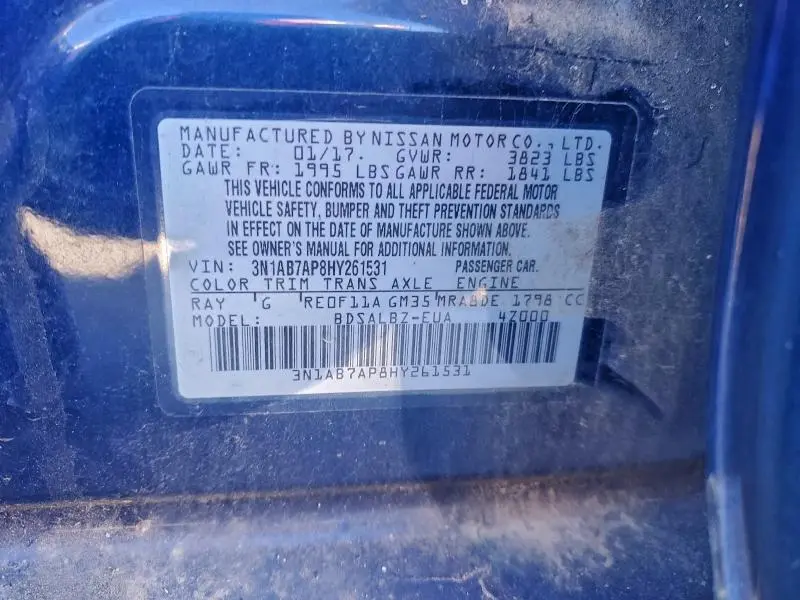 MANUFACTURED BY NISSAN MOTOR CO., LTD.
DATE: 01/17. GVWR: 3823 LBS
GAWR FR: 1995 LBS GAWR RR: 1841 LBS
THIS VEHICLE CONFORMS TO ALL APPLICABLE FEDERAL MOTOR
VEHICLE SAFETY, BUMPER AND THEFT PREVENTION STANDARDS
IN EFFECT ON THE DATE OF MANUFACTURE SHOWN ABOVE.
SEE OWNER'S MANUAL FOR ADDITIONAL INFORMATION.
VIN: 3N1AB7AP8HY261531 PASSENGER CAR.
COLOR TRIM TRANS AXLE ENGINE
RAY G RE0F11A GM35 MRA8DE 1798 CC
MODEL: BDSALBZ-EUA 4Z000
3N1AB7AP8HY261531